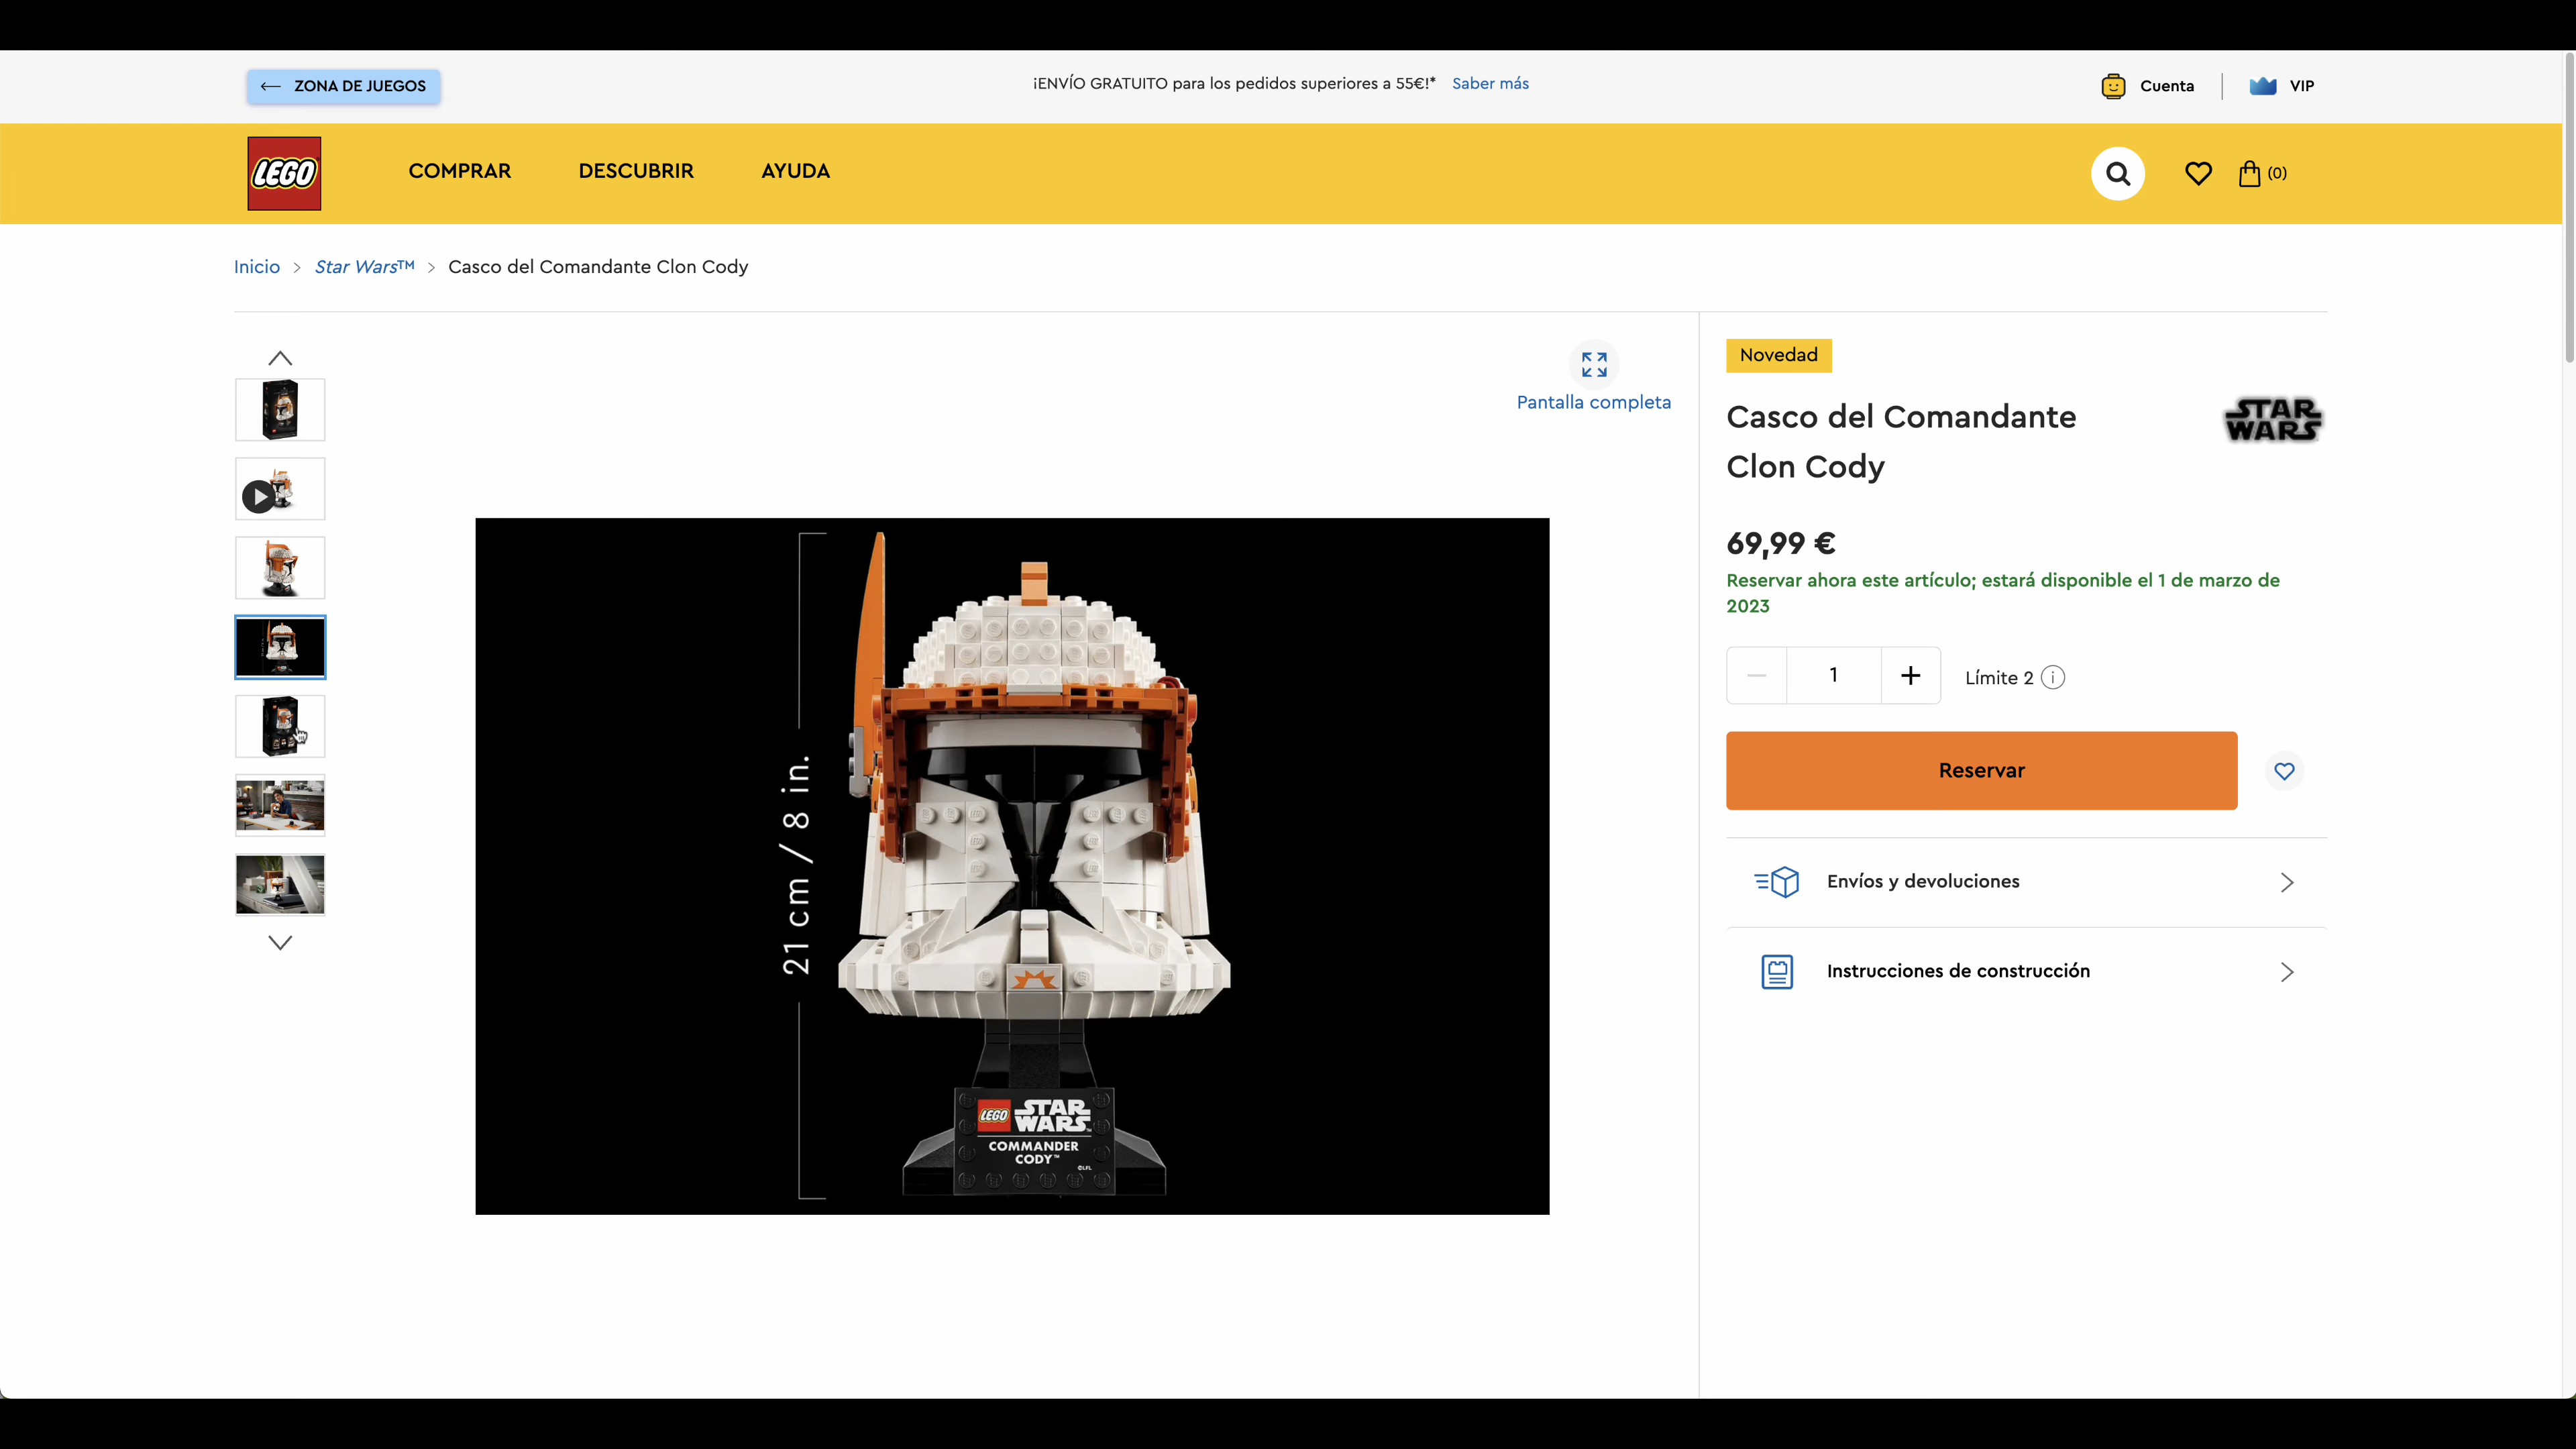 ZONA DE JUEGOS
¡ENVÍO GRATUITO para los pedidos superiores a 55€!* Saber más
Cuenta
VIP
LEGO
COMPRAR
DESCUBRIR
AYUDA
(0)
Inicio > Star Wars™ > Casco del Comandante Clon Cody
Pantalla completa
21 cm / 8 in.
LEGO STAR WARS™
COMMANDER
CODY™
©LFL
Novedad
Casco del Comandante
Clon Cody
STAR
WARS
69,99 €
Reservar ahora este artículo; estará disponible el 1 de marzo de
2023
1
Límite 2
Reservar
Envíos y devoluciones
Instrucciones de construcción